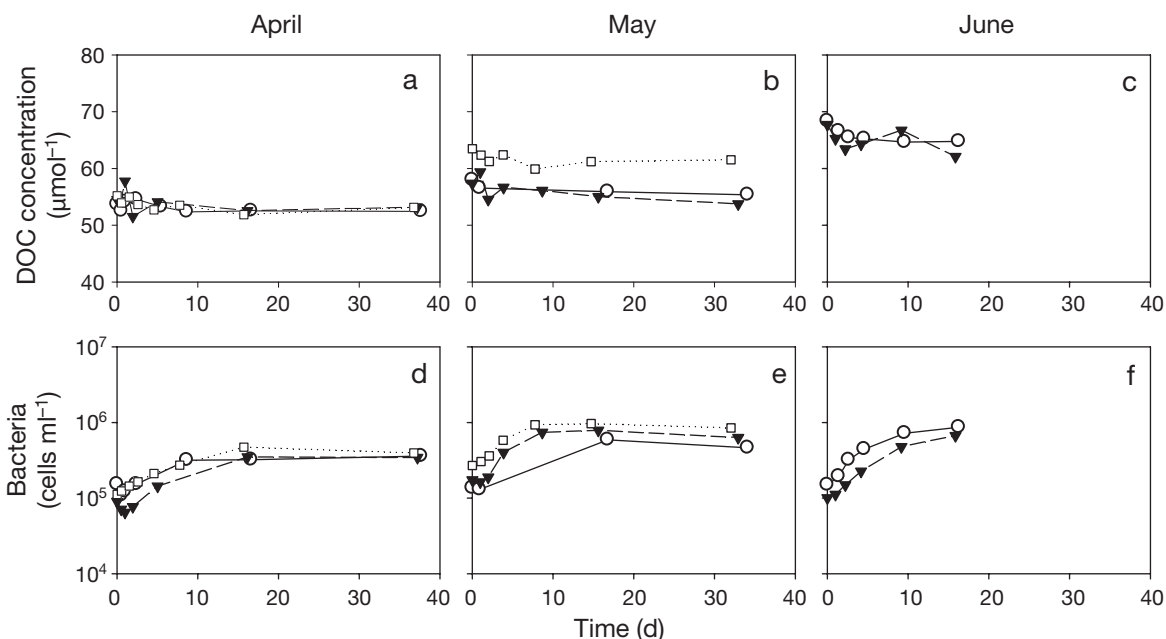 April May June
DOC concentration
(µmol⁻¹)
80
70
60
50
40
a b c
0 10 20 30 40 0 10 20 30 40 0 10 20 30 40
Bacteria
(cells ml⁻¹)
10⁷
10⁶
10⁵
10⁴
d e f
0 10 20 30 40 0 10 20 30 40 0 10 20 30 40
Time (d)